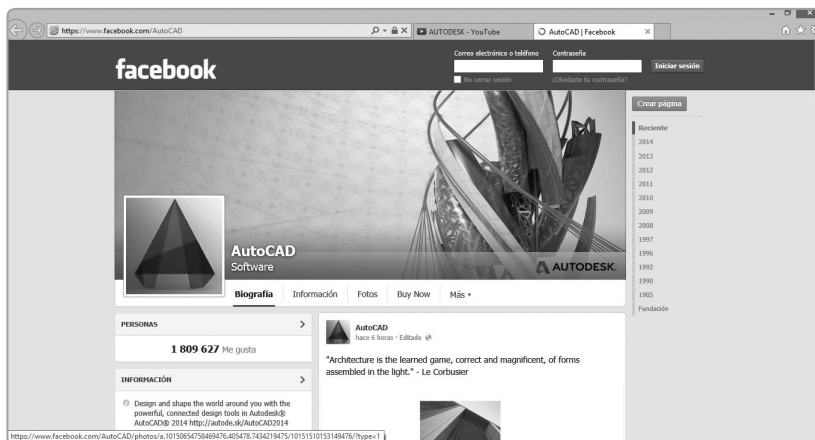 https://www.facebook.com/AutoCAD
AUTODESK - YouTube
AutoCAD | Facebook
facebook
Correo electrónico o teléfono
Contraseña
Iniciar sesión
No cerrar sesión
¿Olvidaste tu contraseña?
Crear página
Reciente
2014
2013
2012
2011
2010
2009
2008
1997
1996
1992
1990
1985
Fundación
AutoCAD
Software
AUTODESK.
Biografía Información Fotos Buy Now Más
PERSONAS
1 809 627 Me gusta
INFORMACIÓN
Design and shape the world around you with the
powerful, connected design tools in Autodesk®
AutoCAD® 2014 http://autode.sk/AutoCAD2014
AutoCAD
hace 6 horas · Editado
"Architecture is the learned game, correct and magnificent, of forms
assembled in the light." - Le Corbusier
https://www.facebook.com/AutoCAD/photos/a.10150654758469476.405478.7434219475/10151510153149476/?type=1